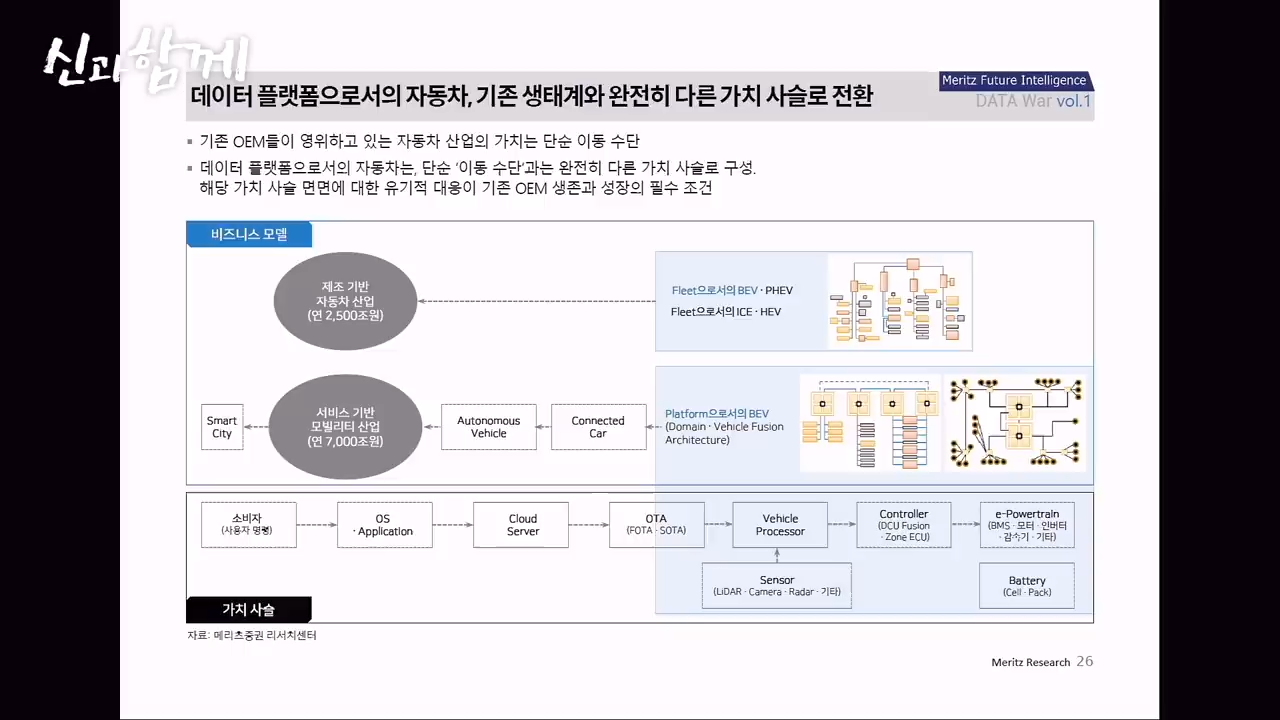 신과함께
Meritz Future Intelligence
DATA War vol.1
데이터 플랫폼으로서의 자동차, 기존 생태계와 완전히 다른 가치 사슬로 전환
▪ 기존 OEM들이 영위하고 있는 자동차 산업의 가치는 단순 이동 수단
▪ 데이터 플랫폼으로서의 자동차는, 단순 ‘이동 수단’과는 완전히 다른 가치 사슬로 구성.
해당 가치 사슬 면면에 대한 유기적 대응이 기존 OEM 생존과 성장의 필수 조건
비즈니스 모델
제조 기반
자동차 산업
(연 2,500조원)
Fleet으로서의 BEV · PHEV
Fleet으로서의 ICE · HEV
Smart
City
서비스 기반
모빌리티 산업
(연 7,000조원)
Autonomous
Vehicle
Connected
Car
Platform으로서의 BEV
(Domain · Vehicle Fusion
Architecture)
소비자
(사용자 명령)
OS
· Application
Cloud
Server
OTA
(FOTA · SOTA)
Vehicle
Processor
Controller
(DCU Fusion
· Zone ECU)
e-Powertrain
(BMS · 모터 · 인버터
· 감속기 · 기타)
Sensor
(LiDAR · Camera · Radar · 기타)
Battery
(Cell · Pack)
가치 사슬
자료: 메리츠증권 리서치센터
Meritz Research 26